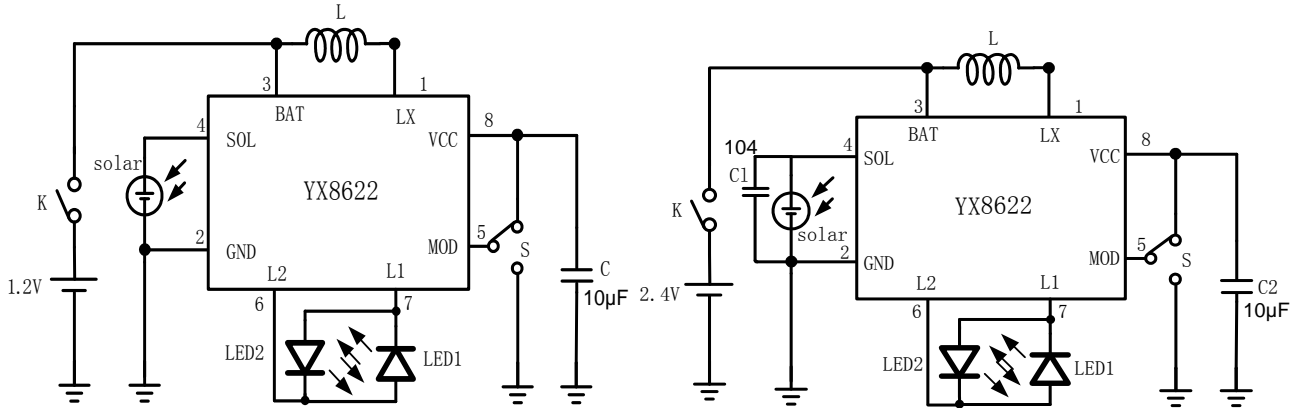 L
3
1
BAT
LX
4
SOL
VCC
8
solar
YX8622
K
2
GND
MOD
5
S
L2
L1
1.2V
6
7
C
10μF
LED2
LED1
L
3
1
BAT
LX
104
4
SOL
VCC
8
C1
K
YX8622
solar
2
GND
MOD
5
S
L2
L1
2.4V
6
7
C2
10μF
LED2
LED1